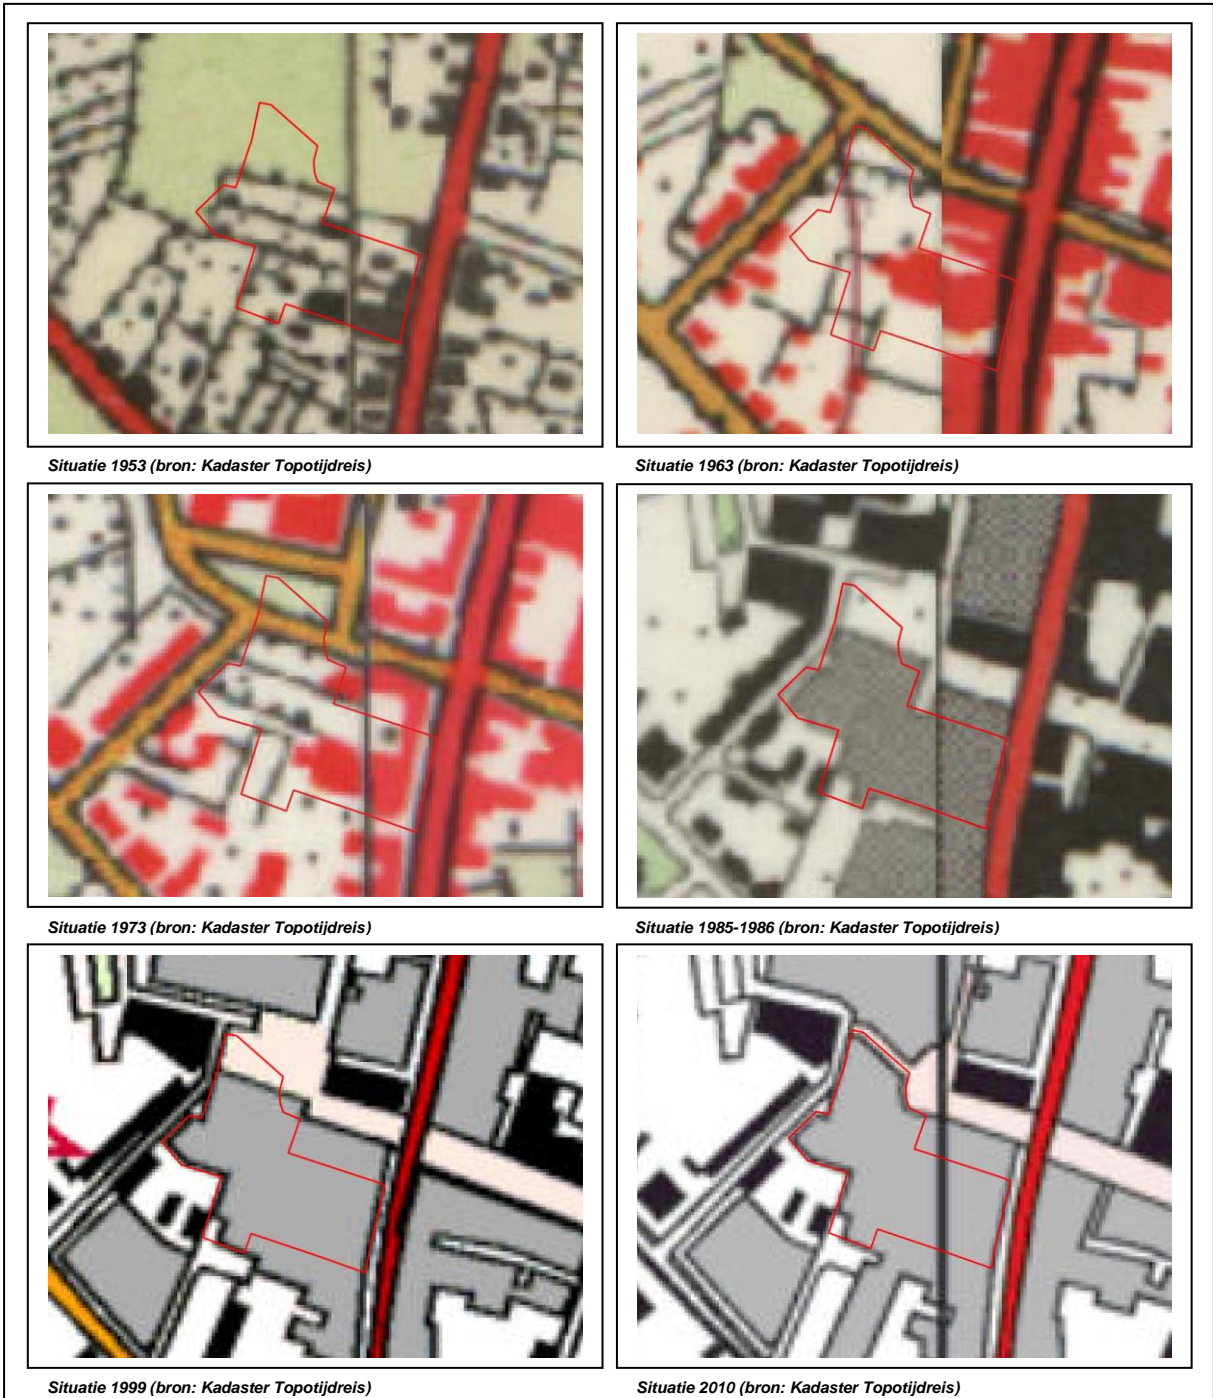 Situatie 1953 (bron: Kadaster Topotijdreis)
Situatie 1963 (bron: Kadaster Topotijdreis)
Situatie 1973 (bron: Kadaster Topotijdreis)
Situatie 1985-1986 (bron: Kadaster Topotijdreis)
Situatie 1999 (bron: Kadaster Topotijdreis)
Situatie 2010 (bron: Kadaster Topotijdreis)